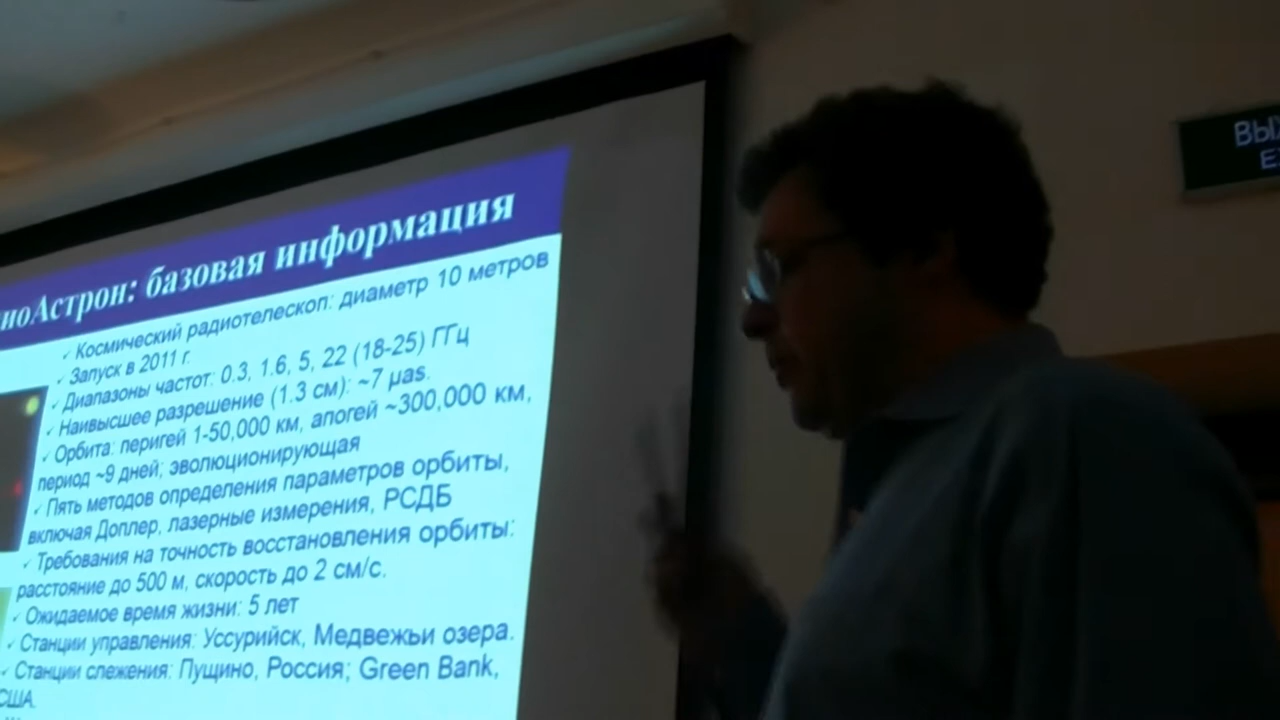 иоАстрон: базовая информация
✓ Космический радиотелескоп: диаметр 10 метров
✓ Запуск в 2011 г.
✓ Диапазоны частот: 0.3, 1.6, 5, 22 (18-25) ГГц
✓ Наивысшее разрешение (1.3 см): ~7 μas.
✓ Орбита: перигей 1-50,000 км, апогей ~300,000 км,
период ~9 дней; эволюционирующая
✓ Пять методов определения параметров орбиты,
включая Доплер, лазерные измерения, РСДБ
✓ Требования на точность восстановления орбиты:
расстояние до 500 м, скорость до 2 см/с.
✓ Ожидаемое время жизни: 5 лет
✓ Станции управления: Уссурийск, Медвежьи озера.
✓ Станции слежения: Пущино, Россия; Green Bank,
США.
ВЫХ
EX